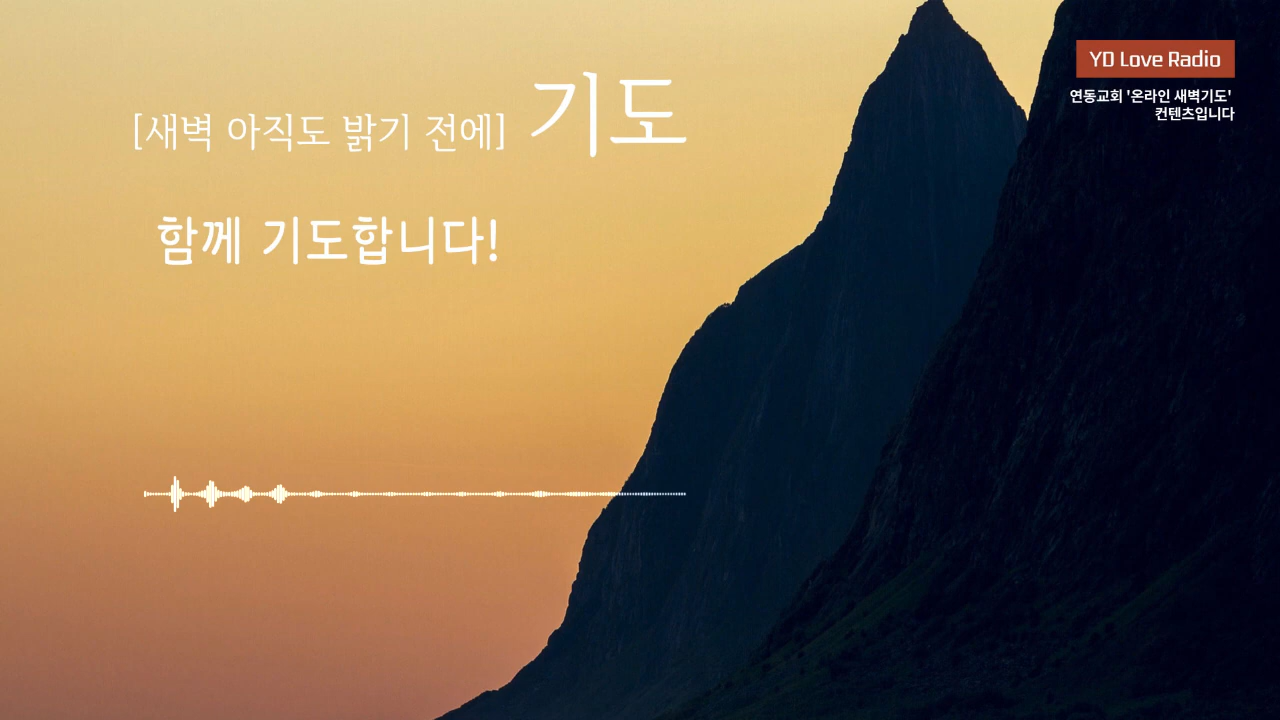 [새벽 아직도 밝기 전에] 기도
함께 기도합니다!
YD Love Radio
연동교회 '온라인 새벽기도'
컨텐츠입니다